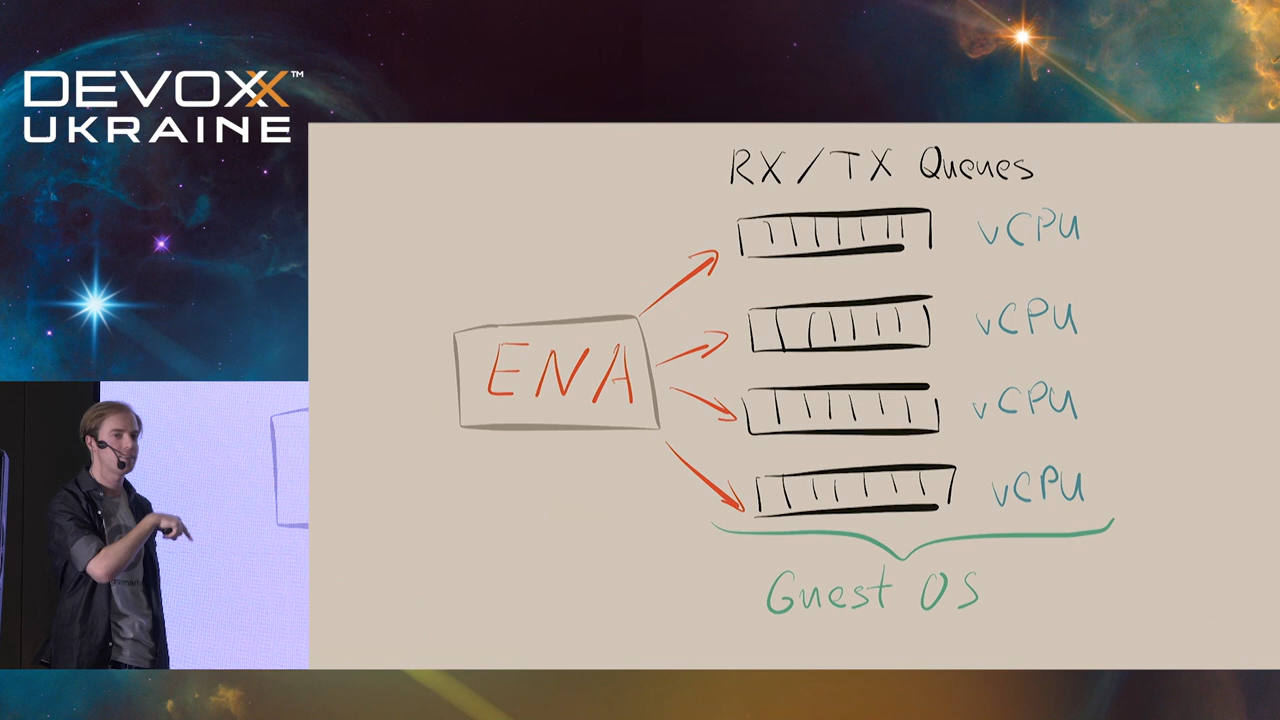 DEVOXX™
UKRAINE
RX/TX Queues
vCPU
vCPU
ENA
vCPU
vCPU
Guest OS